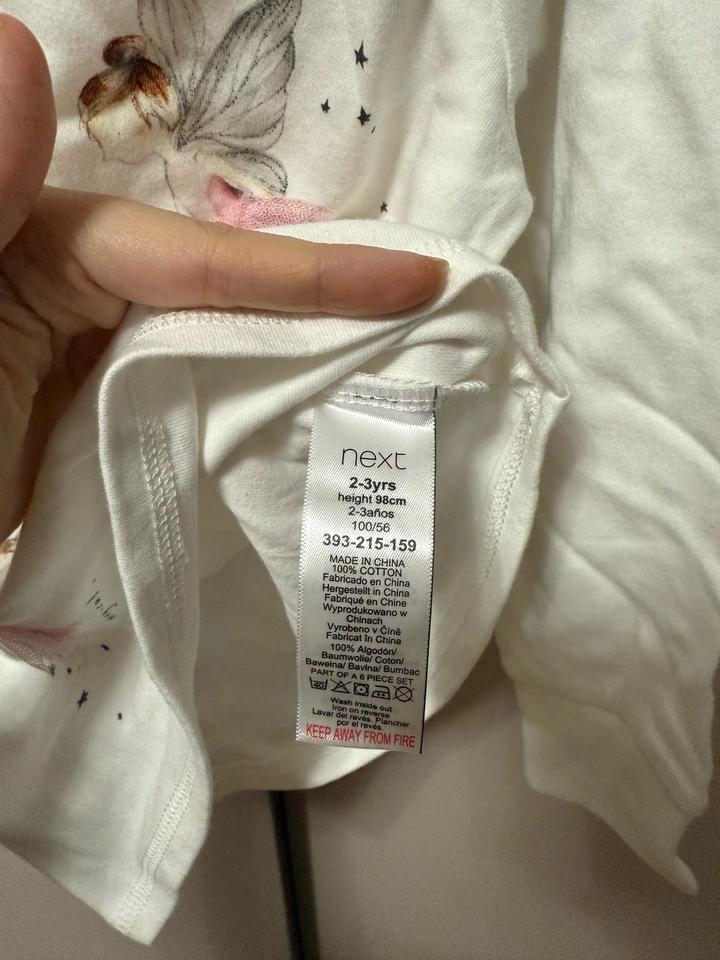 next
2-3yrs
height 98cm
2-3años
100/56
393-215-159
MADE IN CHINA
100% COTTON
Fabricado en China
Hergestellt in China
Fabriqué en Chine
Wyprodukowano w
Chinach
Vyrobeno v Číně
Fabricat în China
100% Algodón/
Baumwolle/ Coton/
Bawełna/ Bavlna/ Bumbac
PART OF A 6 PIECE SET
40
Wash inside out
Iron on reverse
Lavar del revés. Planchar
por el revés.
KEEP AWAY FROM FIRE